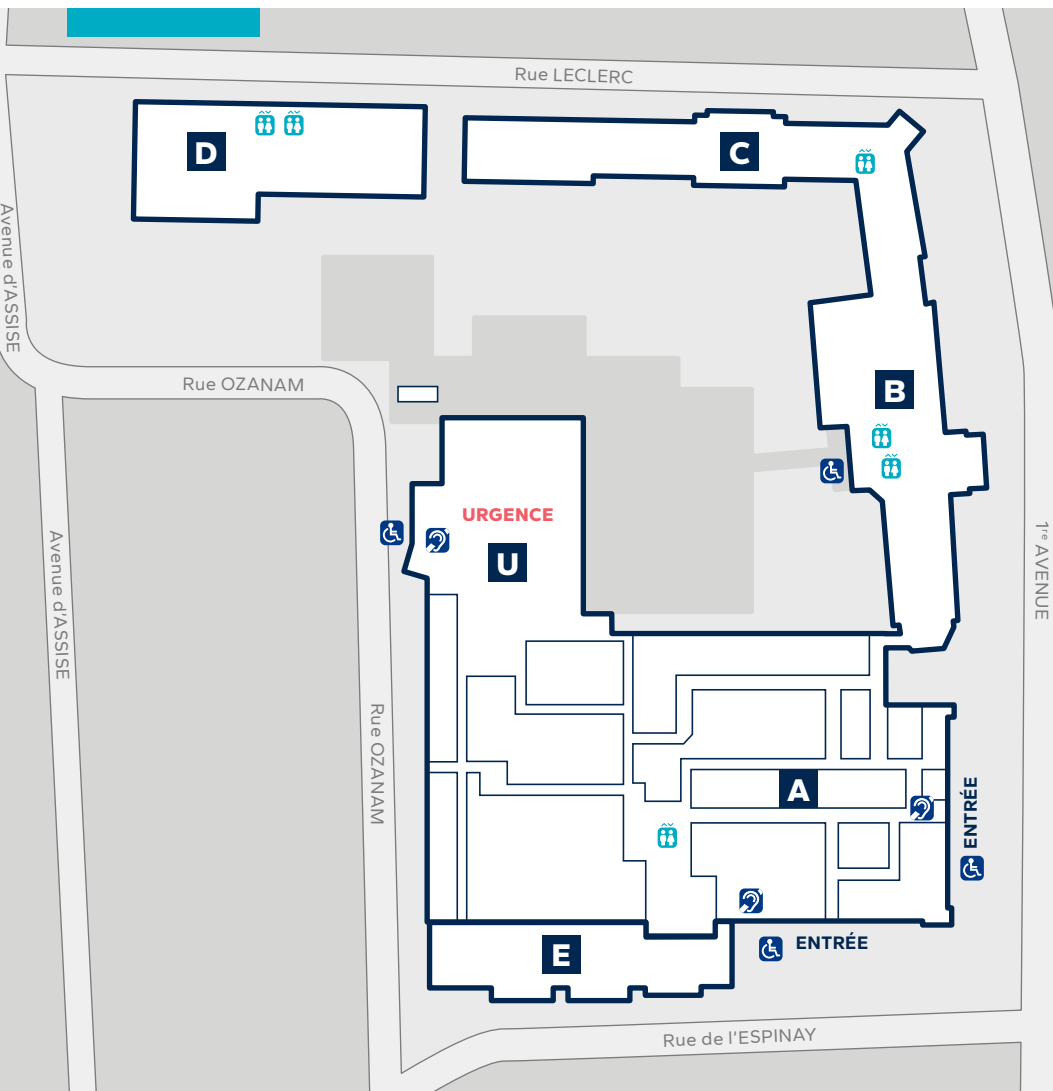 Rue LECLERC
D
C
Avenue d'ASSISE
Rue OZANAM
B
URGENCE
U
1re AVENUE
Avenue d'ASSISE
Rue OZANAM
A
ENTRÉE
E
ENTRÉE
Rue de l'ESPINAY